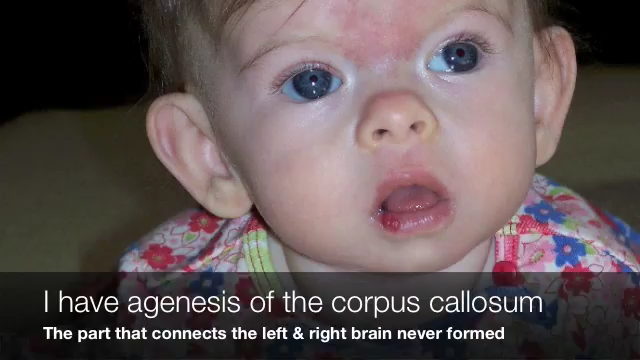 I have agenesis of the corpus callosum
The part that connects the left & right brain never formed